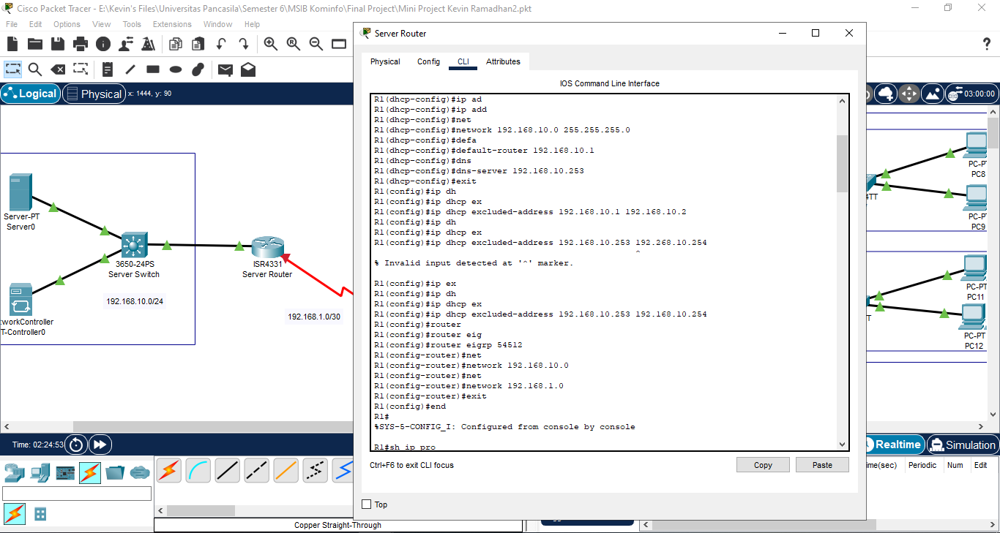 Cisco Packet Tracer - E:\Kevin's Files\Universitas Pancasila\Semester 6\MSIB Kominfo\Final Project\Mini Project Kevin Ramadhan2.pkt
File Edit Options View Tools Extensions Window Help
Logical
Physical
x: 1444, y: 90
03:00:00
Server-PT
Server0
3650-24PS
Server Switch
ISR4331
Server Router
192.168.10.0/24
192.168.1.0/30
workController
T-Controller0
Server Router
Physical Config CLI Attributes
IOS Command Line Interface
R1(dhcp-config)#ip ad
R1(dhcp-config)#ip add
R1(dhcp-config)#net
R1(dhcp-config)#network 192.168.10.0 255.255.255.0
R1(dhcp-config)#defa
R1(dhcp-config)#default-router 192.168.10.1
R1(dhcp-config)#dns
R1(dhcp-config)#dns-server 192.168.10.253
R1(dhcp-config)#exit
R1(config)#ip dh
R1(config)#ip dhcp ex
R1(config)#ip dhcp excluded-address 192.168.10.1 192.168.10.2
R1(config)#ip dh
R1(config)#ip dhcp ex
R1(config)#ip dhcp excluded-address 192.168.10.253 192.268.10.254
^
% Invalid input detected at '^' marker.
R1(config)#ip ex
R1(config)#ip dh
R1(config)#ip dhcp ex
R1(config)#ip dhcp excluded-address 192.168.10.253 192.168.10.254
R1(config)#router
R1(config)#router eig
R1(config)#router eigrp 54512
R1(config-router)#net
R1(config-router)#network 192.168.10.0
R1(config-router)#net
R1(config-router)#network 192.168.1.0
R1(config-router)#exit
R1(config)#end
R1#
%SYS-5-CONFIG_I: Configured from console by console
R1#sh ip pro
Ctrl+F6 to exit CLI focus
Copy
Paste
Top
4TT
PC-PT
PC8
PC-PT
PC9
T
PC-PT
PC11
PC-PT
PC12
Time: 02:24:53
Realtime
Simulation
ime(sec) Periodic Num Edit
Copper Straight-Through